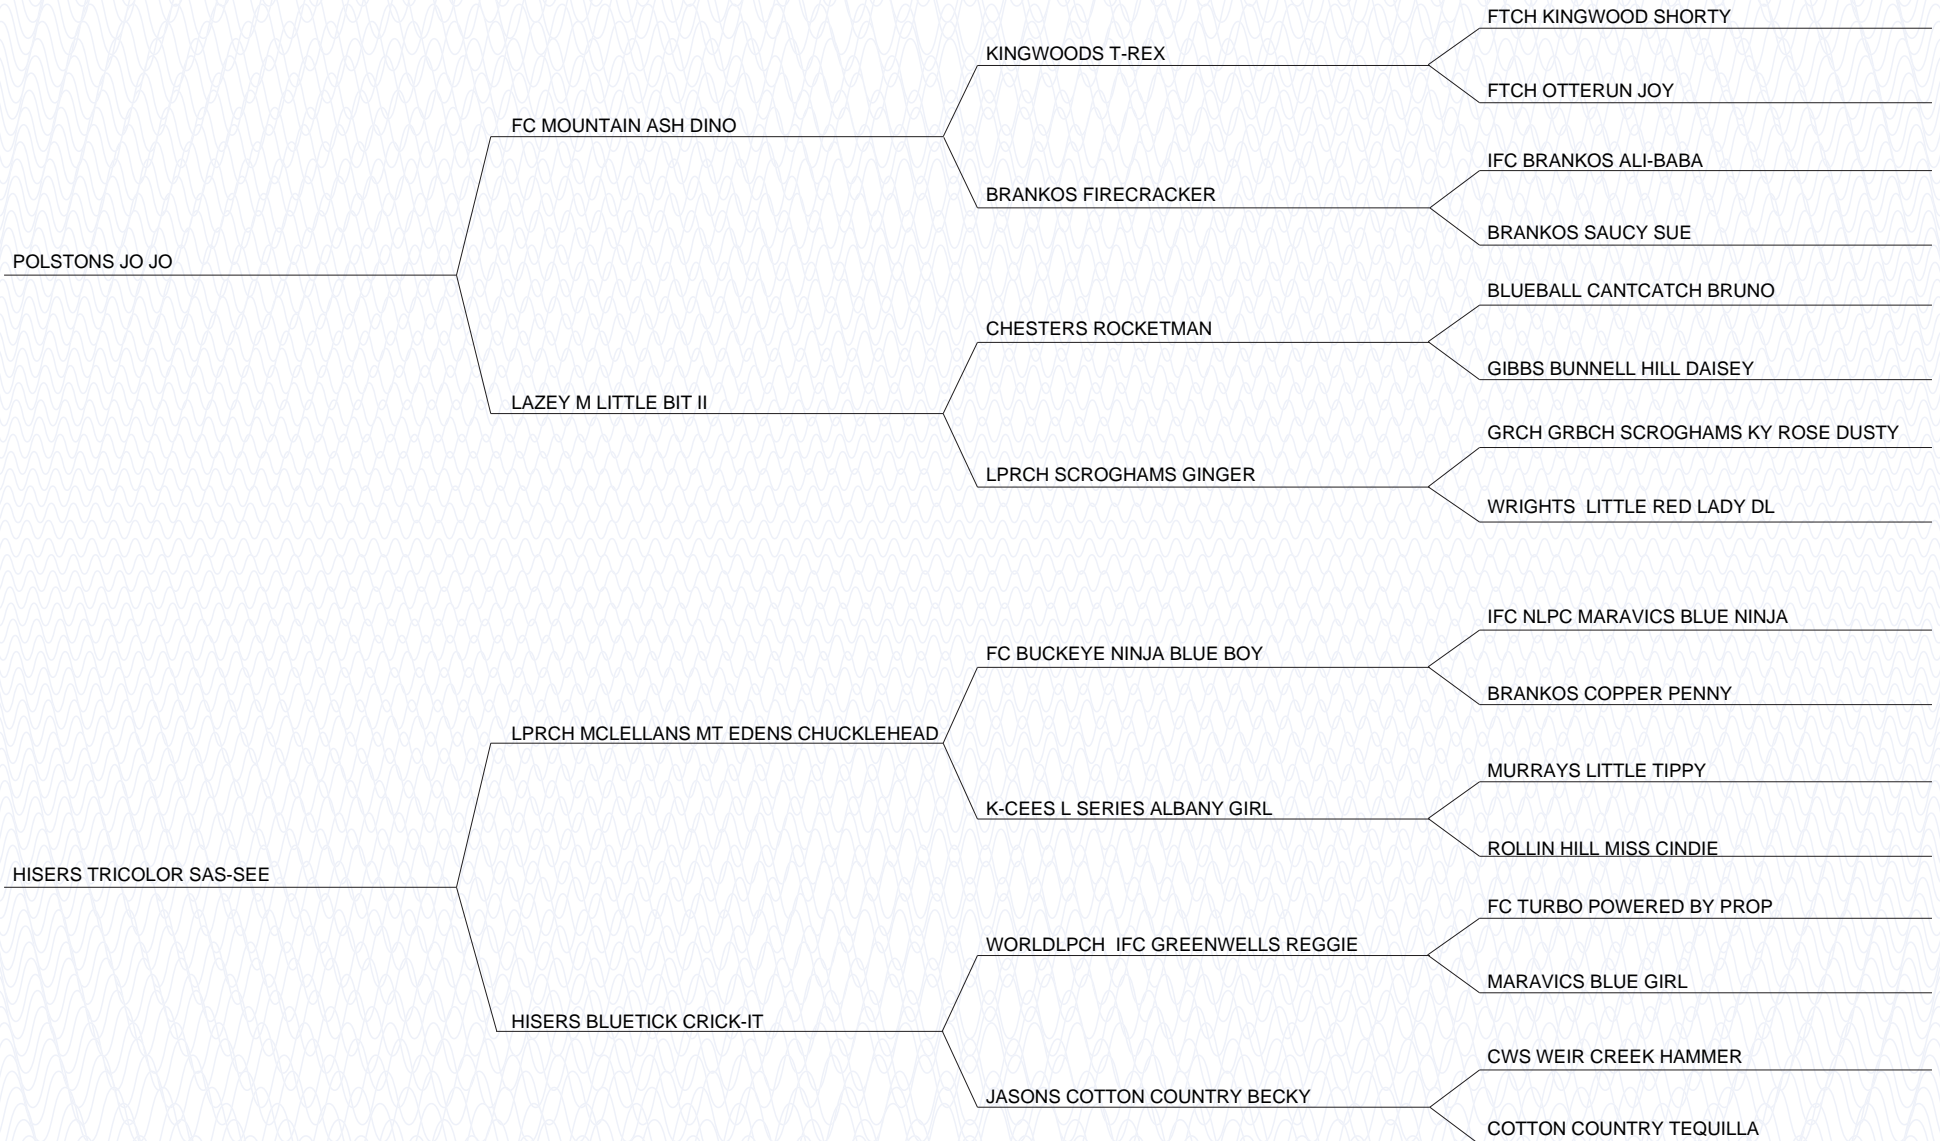 FTCH KINGWOOD SHORTY
KINGWOODS T-REX
FTCH OTTERUN JOY
FC MOUNTAIN ASH DINO
IFC BRANKOS ALI-BABA
BRANKOS FIRECRACKER
BRANKOS SAUCY SUE
POLSTONS JO JO
BLUEBALL CANTCATCH BRUNO
CHESTERS ROCKETMAN
GIBBS BUNNELL HILL DAISEY
LAZEY M LITTLE BIT II
GRCH GRBCH SCROGHAMS KY ROSE DUSTY
LPRCH SCROGHAMS GINGER
WRIGHTS  LITTLE RED LADY DL
IFC NLPC MARAVICS BLUE NINJA
FC BUCKEYE NINJA BLUE BOY
BRANKOS COPPER PENNY
LPRCH MCLELLANS MT EDENS CHUCKLEHEAD
MURRAYS LITTLE TIPPY
K-CEES L SERIES ALBANY GIRL
ROLLIN HILL MISS CINDIE
HISERS TRICOLOR SAS-SEE
FC TURBO POWERED BY PROP
WORLDLPCH  IFC GREENWELLS REGGIE
MARAVICS BLUE GIRL
HISERS BLUETICK CRICK-IT
CWS WEIR CREEK HAMMER
JASONS COTTON COUNTRY BECKY
COTTON COUNTRY TEQUILLA